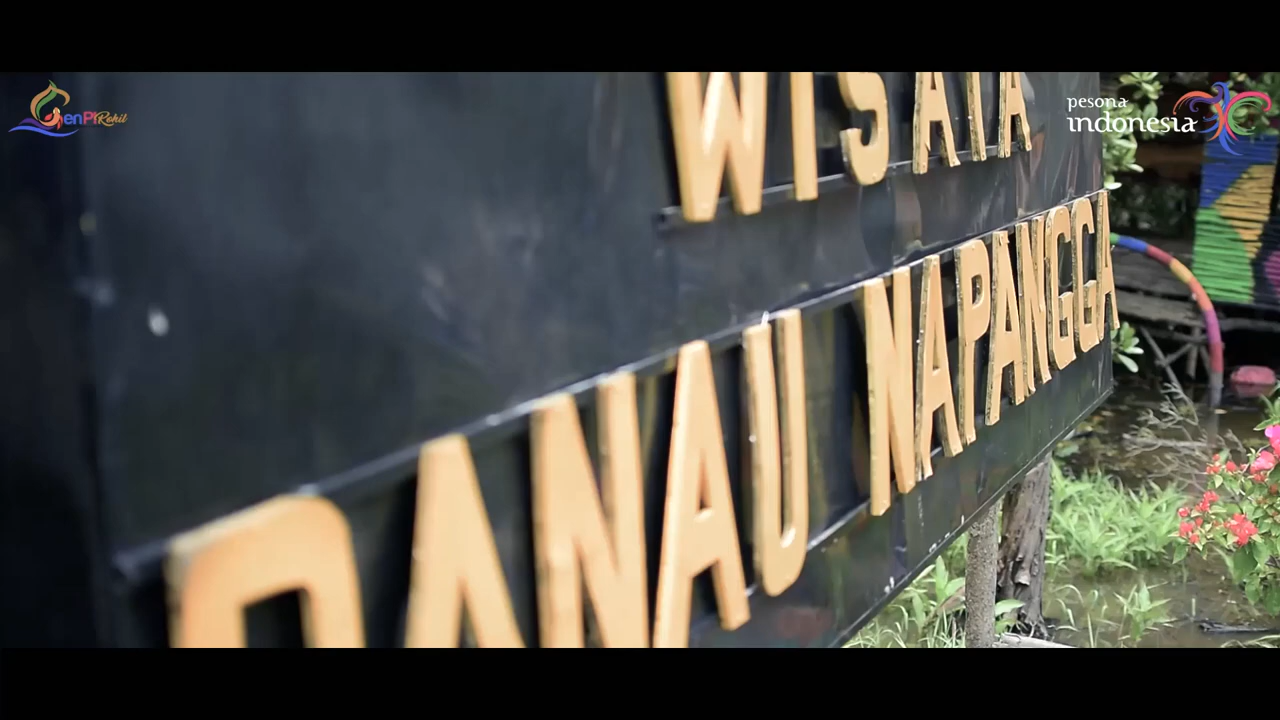 GenPI Rohil
pesona
indonesia
WISATA
DANAU NAPANGGA